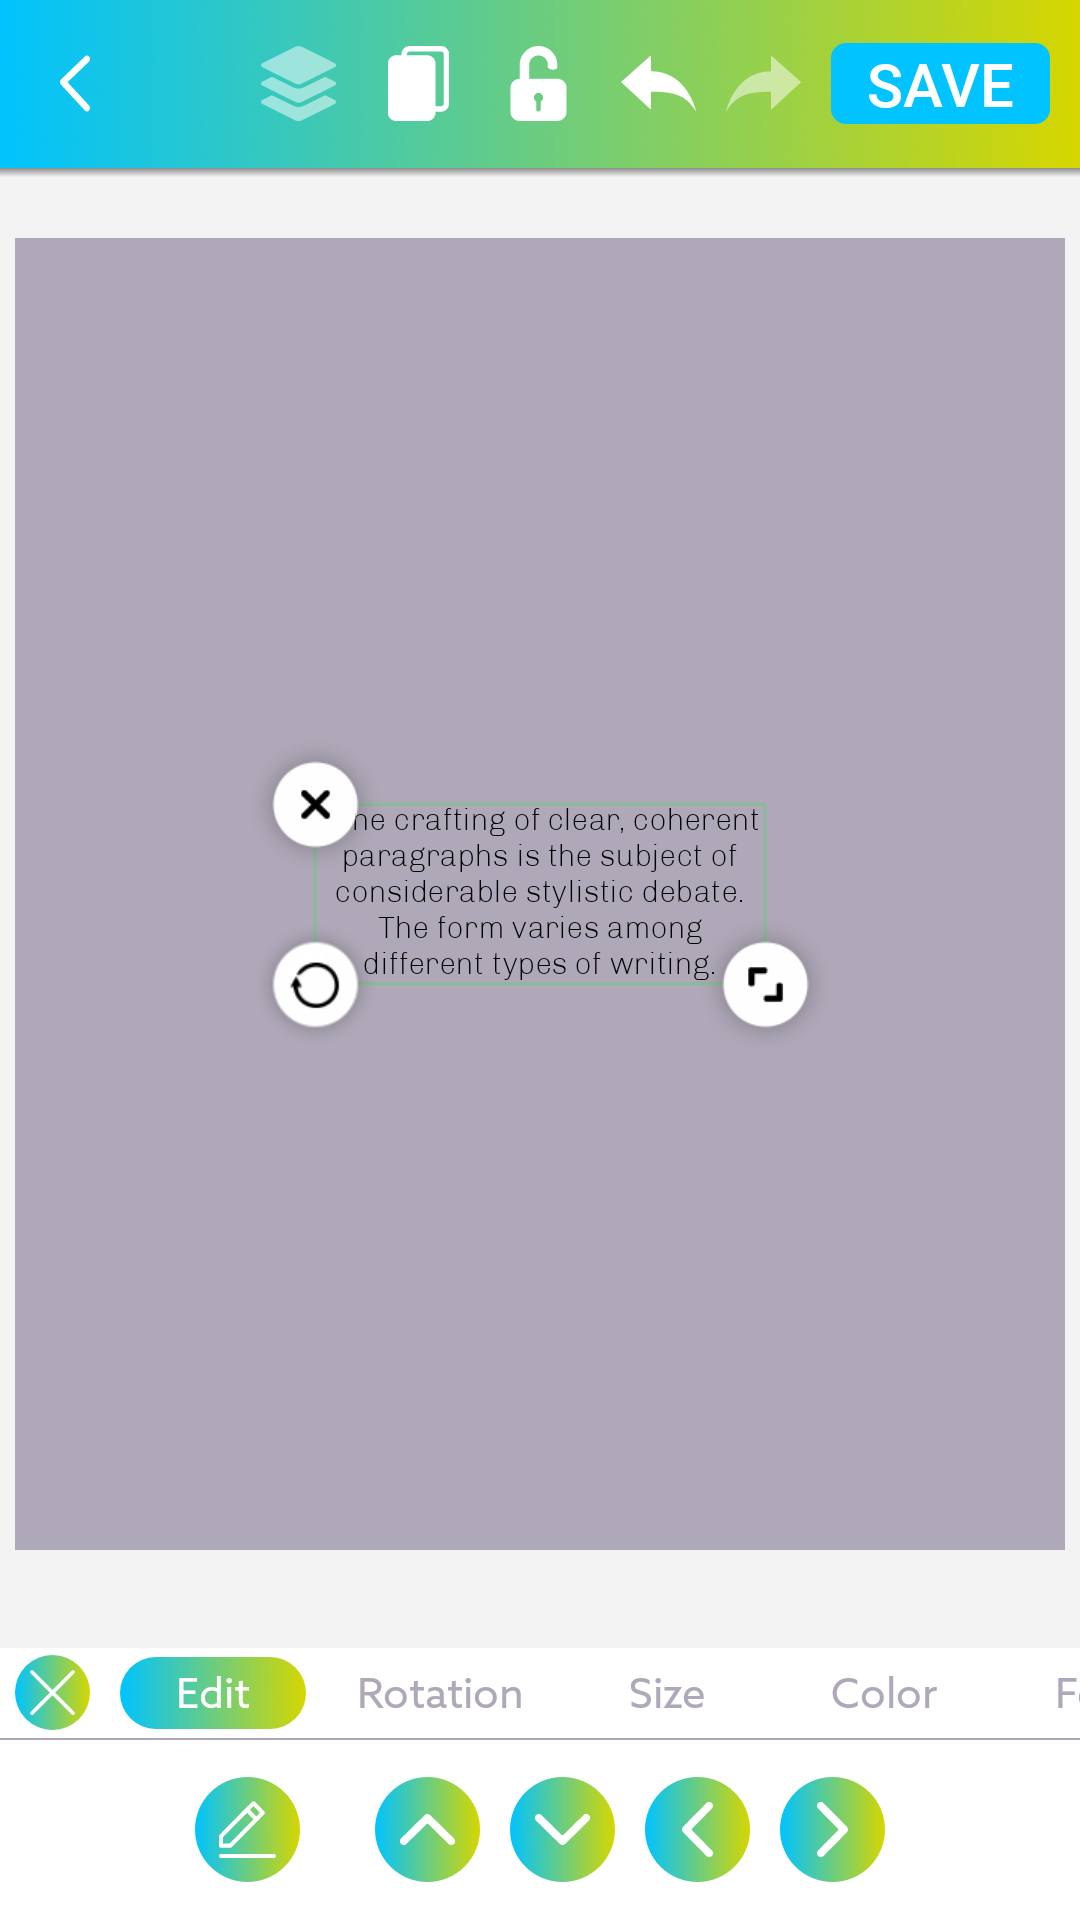 SAVE
he crafting of clear, coherent
paragraphs is the subject of
considerable stylistic debate.
The form varies among
different types of writing.
Edit Rotation Size Color